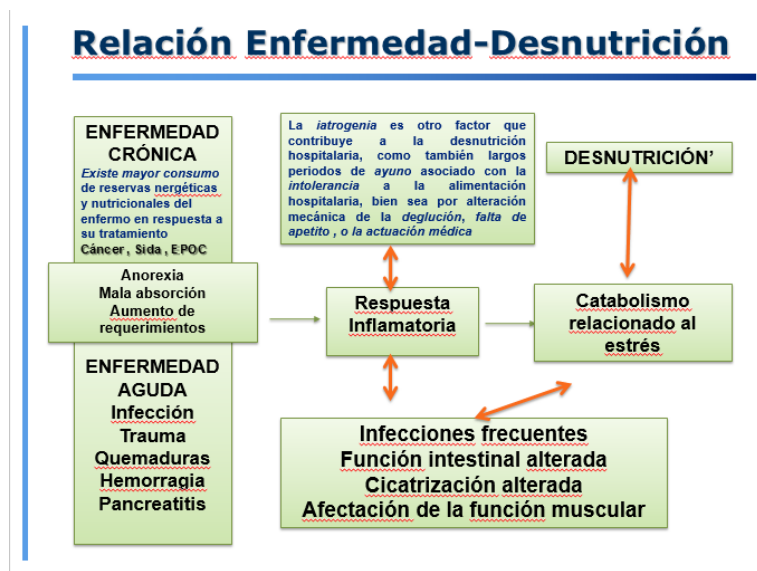 Relación Enfermedad-Desnutrición
ENFERMEDAD
CRÓNICA
Existe mayor consumo
de reservas nergéticas
y nutricionales del
enfermo en respuesta a
su tratamiento
Cáncer , Sida , EPOC
Anorexia
Mala absorción
Aumento de
requerimientos
ENFERMEDAD
AGUDA
Infección
Trauma
Quemaduras
Hemorragia
Pancreatitis
La iatrogenia es otro factor que
contribuye a la desnutrición
hospitalaria, como también largos
periodos de ayuno asociado con la
intolerancia a la alimentación
hospitalaria, bien sea por alteración
mecánica de la deglución, falta de
apetito , o la actuación médica
Respuesta
Inflamatoria
DESNUTRICIÓN’
Catabolismo
relacionado al
estrés
Infecciones frecuentes
Función intestinal alterada
Cicatrización alterada
Afectación de la función muscular